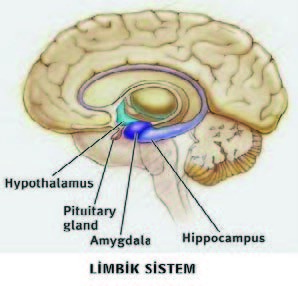 Hypothalamus
Pituitary
gland
Amygdala
Hippocampus
LİMBİK SİSTEM